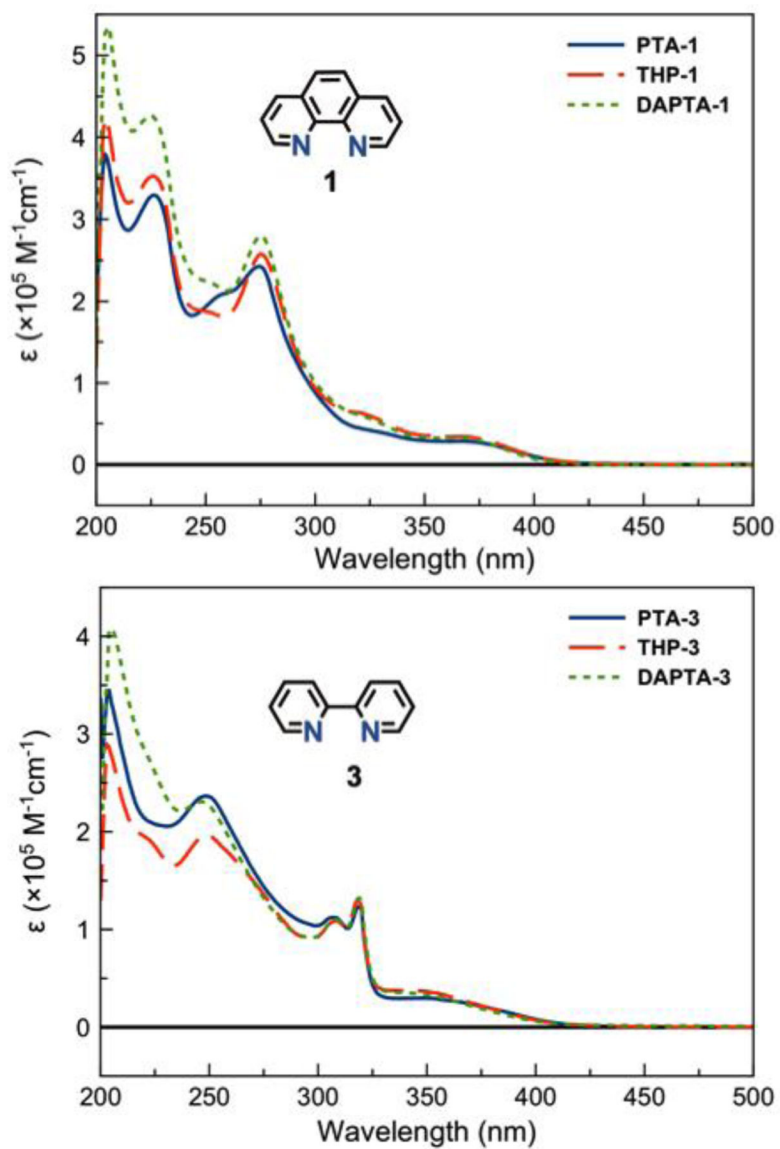 PTA-1
THP-1
DAPTA-1
N N
1
ε (×10⁵ M⁻¹cm⁻¹)
5
4
3
2
1
0
200 250 300 350 400 450 500
Wavelength (nm)
PTA-3
THP-3
DAPTA-3
N N
3
ε (×10⁵ M⁻¹cm⁻¹)
4
3
2
1
0
200 250 300 350 400 450 500
Wavelength (nm)